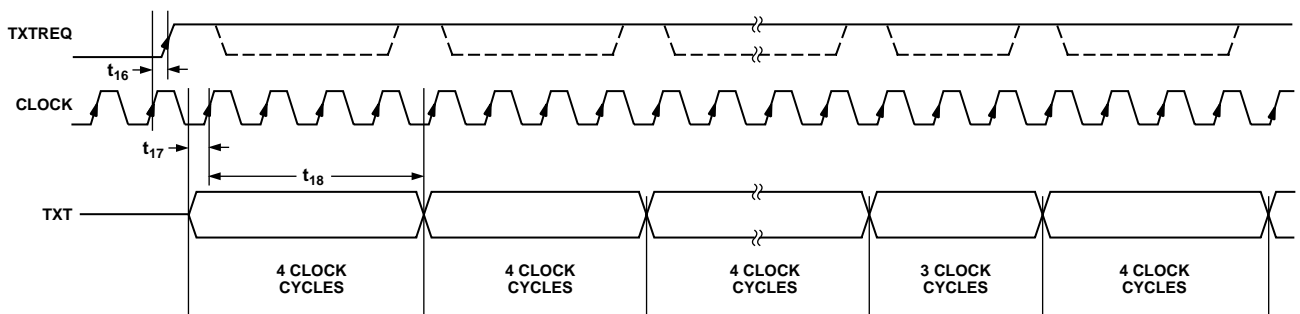 TXTREQ
t16
CLOCK
t17
t18
TXT
4 CLOCK
CYCLES
4 CLOCK
CYCLES
4 CLOCK
CYCLES
3 CLOCK
CYCLES
4 CLOCK
CYCLES